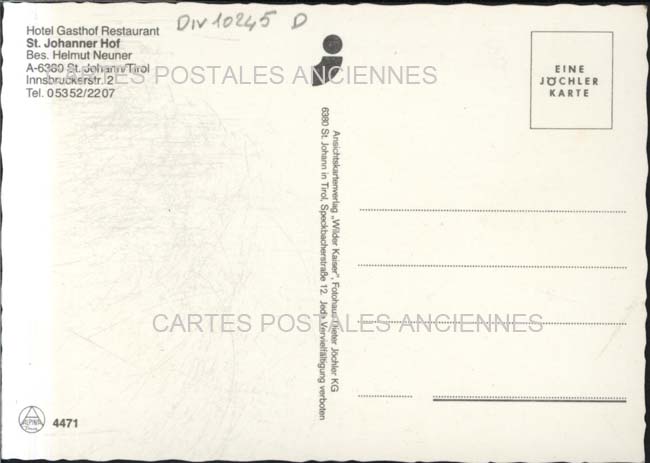 Div 10245 D
Hotel Gasthof Restaurant
St. Johanner Hof
Bes. Helmut Neuner
A-6380 St. Johann/Tirol
Innsbruckerstr. 2
Tel. 05352/2207
CARTES POSTALES ANCIENNES
EINE
JÖCHLER
KARTE
Ansichtskartenverlag „Wilder Kaiser“, Fotohaus Dieter Jöchler KG
6380 St. Johann in Tirol, Speckbacherstraße 12. Jede Vervielfältigung verboten
CARTES POSTALES ANCIENNES
ALPINA
4471